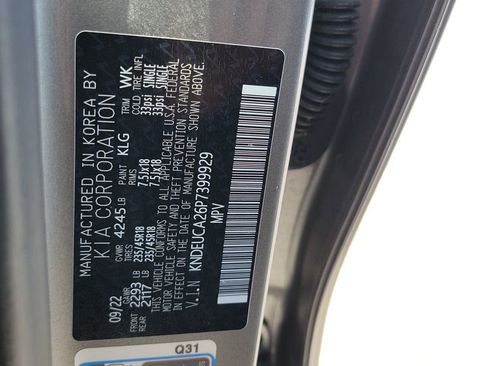 MANUFACTURED IN KOREA BY
KIA CORPORATION
09/22 GVWR 4245 LB PAINT KLG TRIM WK
GAWR TIRES RIMS COLD TIRE INFL
FRONT 2293 LB 235/45R18 7.5Jx18 33psi SINGLE
REAR 2117 LB 235/45R18 7.5Jx18 33psi SINGLE
THIS VEHICLE CONFORMS TO ALL APPLICABLE U.S.A FEDERAL
MOTOR VEHICLE SAFETY AND THEFT PREVENTION STANDARDS
IN EFFECT ON THE DATE OF MANUFACTURE SHOWN ABOVE.
V.I.N KNDEUCA26P7399929
MPV
Q31